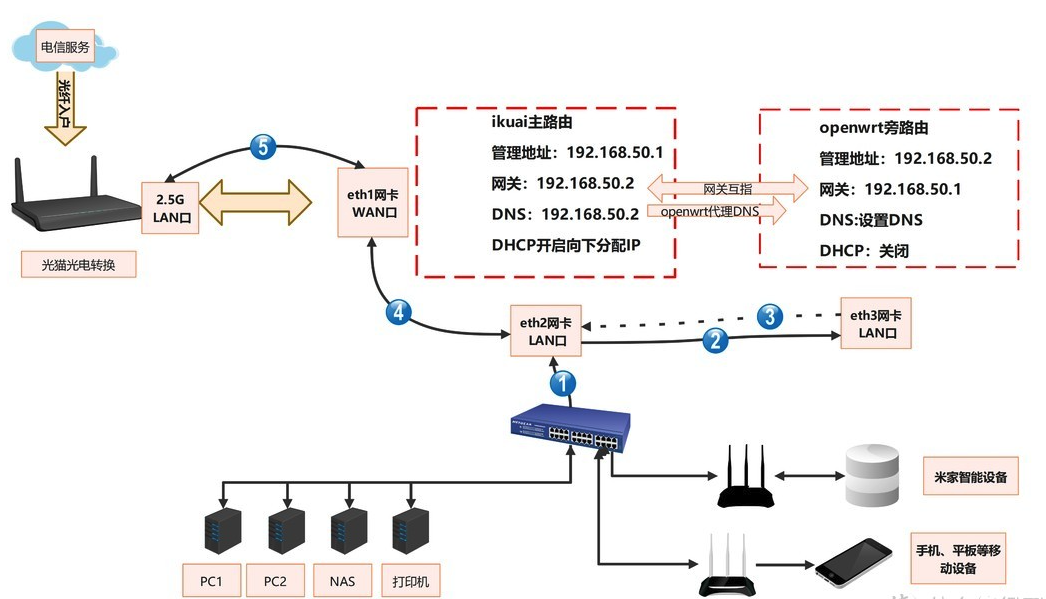 电信服务
光纤入户
2.5G
LAN口
光猫光电转换
5
eth1网卡
WAN口
ikuai主路由
管理地址：192.168.50.1
网关：192.168.50.2
DNS：192.168.50.2
DHCP开启向下分配IP
网关互指
openwrt代理DNS
openwrt旁路由
管理地址：192.168.50.2
网关：192.168.50.1
DNS:设置DNS
DHCP：关闭
4
eth2网卡
LAN口
3
2
eth3网卡
LAN口
1
NETGEAR
米家智能设备
PC1
PC2
NAS
打印机
手机、平板等移
动设备